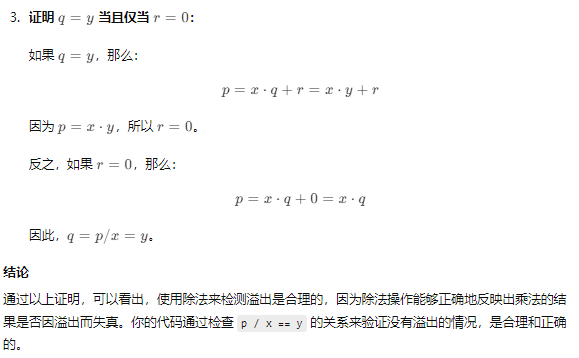 3. 证明 q = y 当且仅当 r = 0：
如果 q = y，那么：
p = x · q + r = x · y + r
因为 p = x · y，所以 r = 0。
反之，如果 r = 0，那么：
p = x · q + 0 = x · q
因此，q = p/x = y。
结论
通过以上证明，可以看出，使用除法来检测溢出是合理的，因为除法操作能够正确地反映出乘法的结
果是否因溢出而失真。你的代码通过检查 p / x == y 的关系来验证没有溢出的情况，是合理和正确
的。